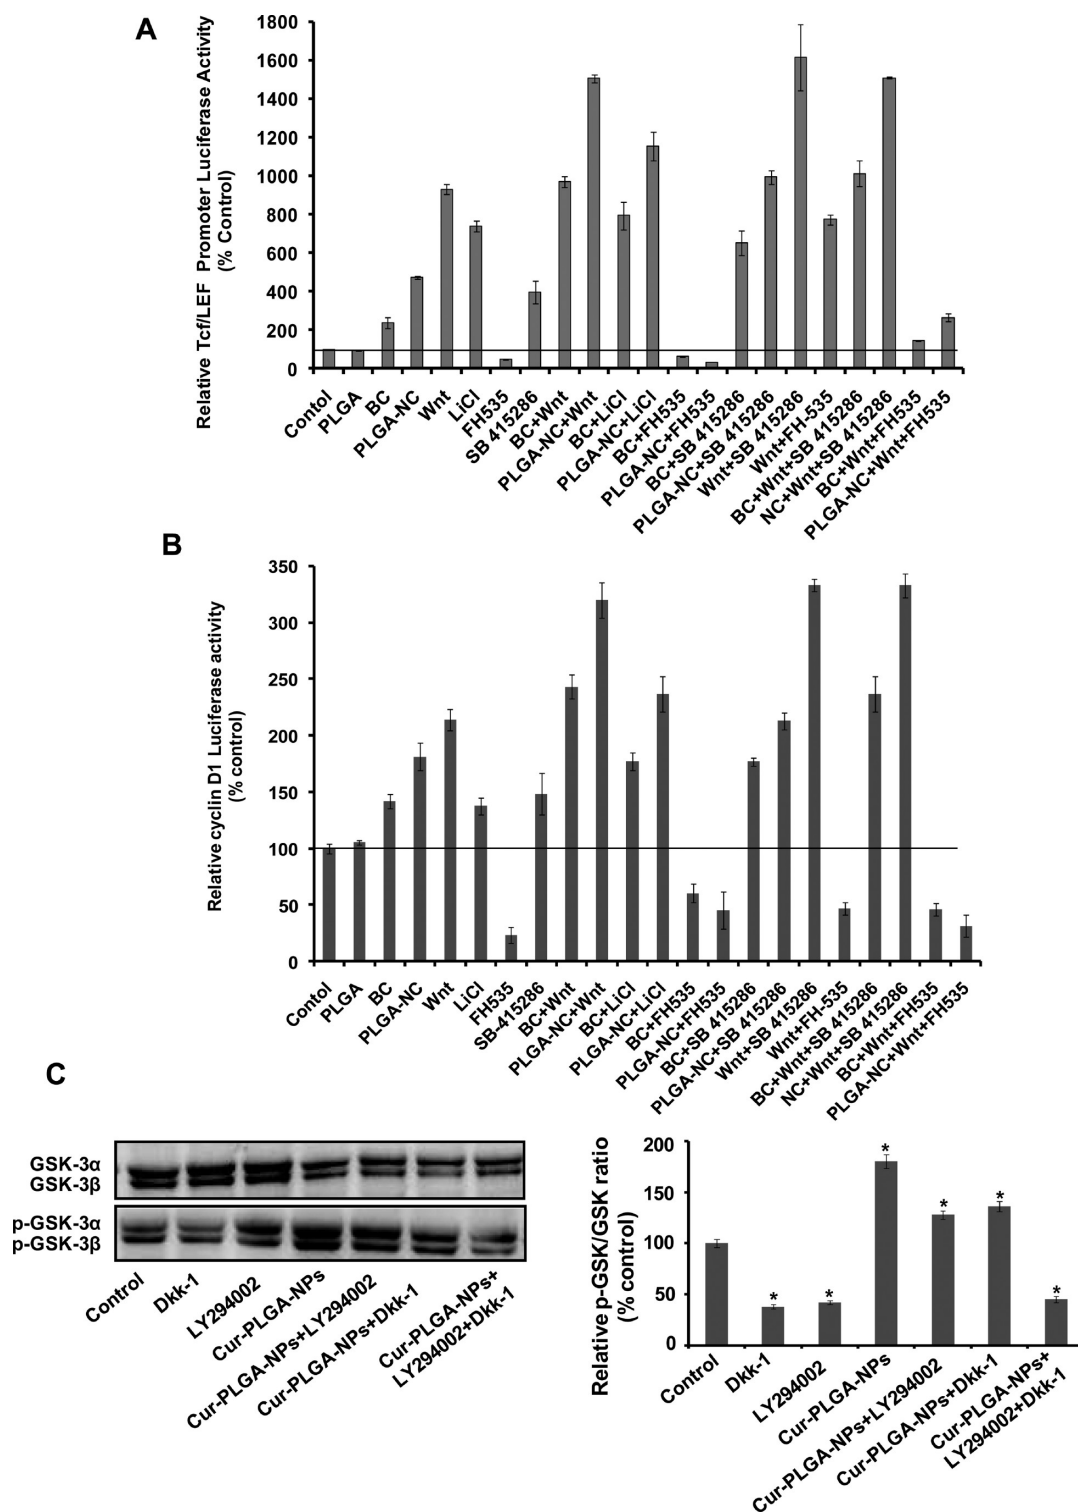 A
Relative Tcf/LEF Promoter Luciferase Activity
(% Control)
1800
1600
1400
1200
1000
800
600
400
200
0
Contol
PLGA
BC
PLGA-NC
Wnt
LiCl
FH535
SB 415286
BC+Wnt
PLGA-NC+Wnt
BC+LiCl
PLGA-NC+LiCl
BC+FH535
PLGA-NC+FH535
BC+SB 415286
PLGA-NC+SB 415286
Wnt+SB 415286
Wnt+FH-535
BC+Wnt+SB 415286
NC+Wnt+SB 415286
BC+Wnt+FH535
PLGA-NC+Wnt+FH535
B
Relative cyclin D1 Luciferase activity
(% control)
350
300
250
200
150
100
50
0
Contol
PLGA
BC
PLGA-NC
Wnt
LiCl
FH535
SB-415286
BC+Wnt
PLGA-NC+Wnt
BC+LiCl
PLGA-NC+LiCl
BC+FH535
PLGA-NC+FH535
BC+SB 415286
PLGA-NC+SB 415286
Wnt+SB 415286
Wnt+FH-535
BC+Wnt+SB 415286
NC+Wnt+SB 415286
BC+Wnt+FH535
PLGA-NC+Wnt+FH535
C
GSK-3α
GSK-3β
p-GSK-3α
p-GSK-3β
Control
Dkk-1
LY294002
Cur-PLGA-NPs
Cur-PLGA-NPs+LY294002
Cur-PLGA-NPs+Dkk-1
Cur-PLGA-NPs+
LY294002+Dkk-1
Relative p-GSK/GSK ratio
(% control)
200
150
100
50
0
*
*
*
*
*
*
Control
Dkk-1
LY294002
Cur-PLGA-NPs
Cur-PLGA-NPs+LY294002
Cur-PLGA-NPs+Dkk-1
Cur-PLGA-NPs+
LY294002+Dkk-1